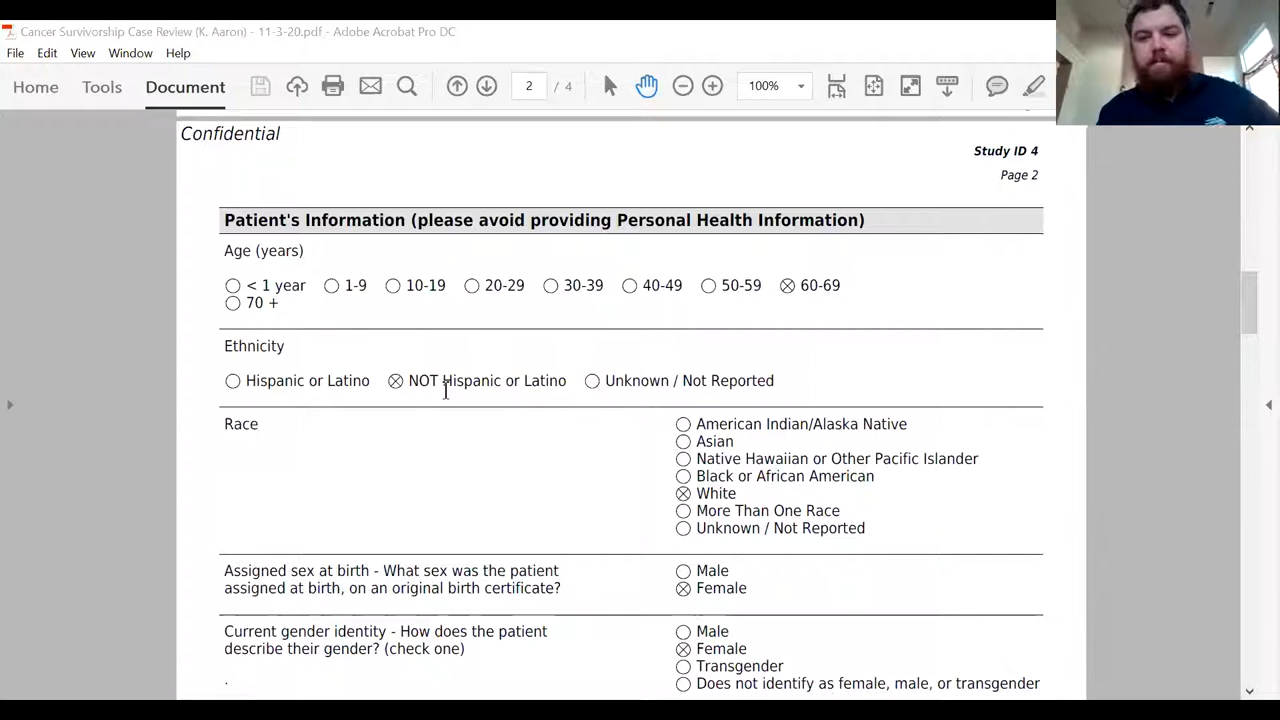 Cancer Survivorship Case Review (K. Aaron) - 11-3-20.pdf - Adobe Acrobat Pro DC
File Edit View Window Help
Home Tools Document 2 / 4 100%
Confidential
Study ID 4
Page 2
Patient's Information (please avoid providing Personal Health Information)
Age (years)
< 1 year 1-9 10-19 20-29 30-39 40-49 50-59 60-69
70 +
Ethnicity
Hispanic or Latino NOT Hispanic or Latino Unknown / Not Reported
Race
American Indian/Alaska Native
Asian
Native Hawaiian or Other Pacific Islander
Black or African American
White
More Than One Race
Unknown / Not Reported
Assigned sex at birth - What sex was the patient
assigned at birth, on an original birth certificate?
Male
Female
Current gender identity - How does the patient
describe their gender? (check one)
.
Male
Female
Transgender
Does not identify as female, male, or transgender